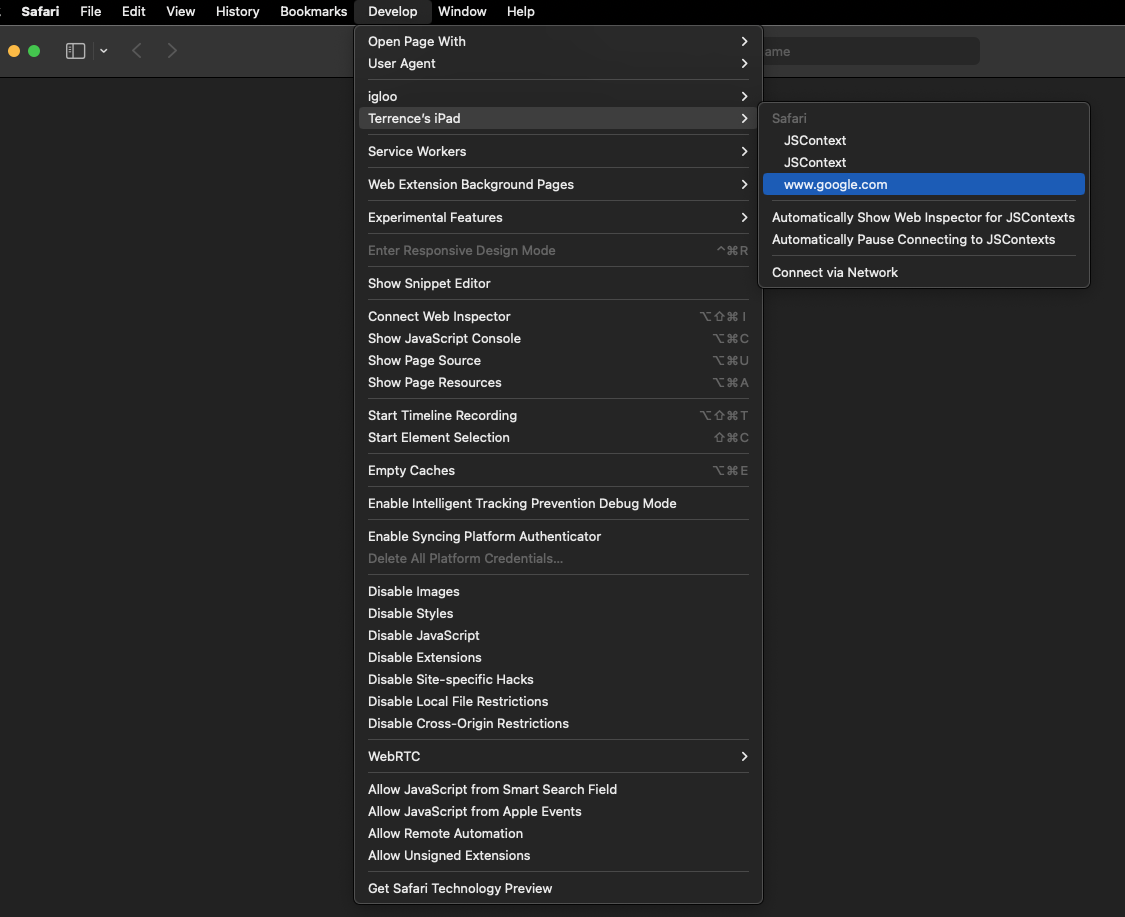 Safari File Edit View History Bookmarks Develop Window Help
Open Page With
User Agent
igloo
Terrence's iPad
Service Workers
Web Extension Background Pages
Experimental Features
Enter Responsive Design Mode ^⌘R
Show Snippet Editor
Connect Web Inspector ⌥⇧⌘I
Show JavaScript Console ⌥⌘C
Show Page Source ⌥⌘U
Show Page Resources ⌥⌘A
Start Timeline Recording ⌥⇧⌘T
Start Element Selection ⇧⌘C
Empty Caches ⌥⌘E
Enable Intelligent Tracking Prevention Debug Mode
Enable Syncing Platform Authenticator
Delete All Platform Credentials...
Disable Images
Disable Styles
Disable JavaScript
Disable Extensions
Disable Site-specific Hacks
Disable Local File Restrictions
Disable Cross-Origin Restrictions
WebRTC
Allow JavaScript from Smart Search Field
Allow JavaScript from Apple Events
Allow Remote Automation
Allow Unsigned Extensions
Get Safari Technology Preview
ame
Safari
JSContext
JSContext
www.google.com
Automatically Show Web Inspector for JSContexts
Automatically Pause Connecting to JSContexts
Connect via Network